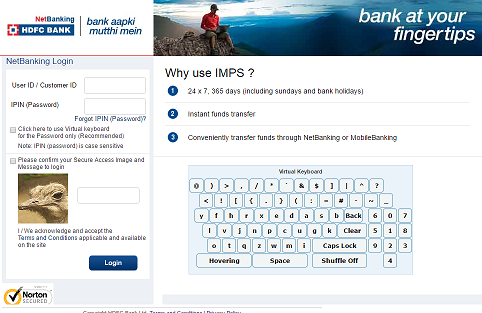 NetBanking
HDFC BANK
bank aapki
mutthi mein
bank at your
fingertips
NetBanking Login
User ID / Customer ID
IPIN (Password)
Forgot IPIN (Password)?
Click here to use Virtual keyboard
for the Password only (Recommended)
Note: IPIN (password) is case sensitive
Please confirm your Secure Access Image and
Message to login
I / We acknowledge and accept the
Terms and Conditions applicable and available
on the site
Login
Norton
SECURED
Why use IMPS ?
1 24 x 7, 365 days (including sundays and bank holidays)
2 Instant funds transfer
3 Conveniently transfer funds through NetBanking or MobileBanking
Virtual Keyboard
@ ) > , / * ` & $ ] | ^ ?
< ! [ { . } ( : = # - ~ _
y f h r x e d a s b Back 6 0 7
l v j n p c u g k Clear 5 1 8
o t q z w m i Caps Lock 9 2 3
Hovering Space Shuffle Off 4
Copyright HDFC Bank Ltd. Terms and Conditions | Privacy Policy